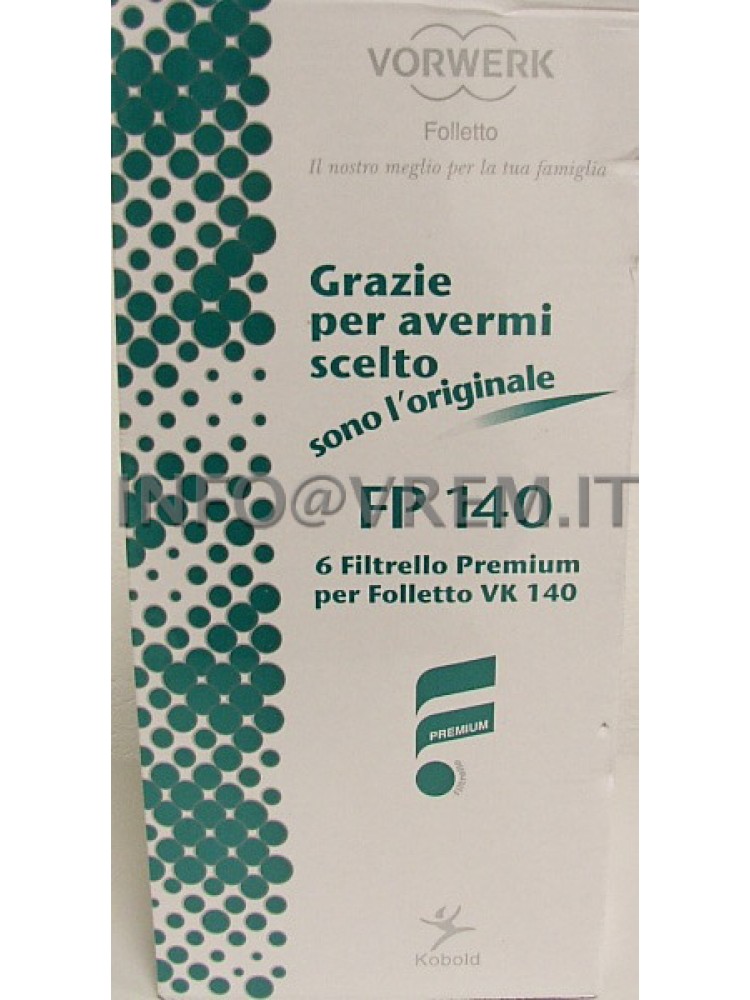 VORWERK
Folletto
Il nostro meglio per la tua famiglia
Grazie
per avermi
scelto
sono l'originale
INFO@VREM.IT
FP 140
6 Filtrello Premium
per Folletto VK 140
PREMIUM
Filtrello
Kobold